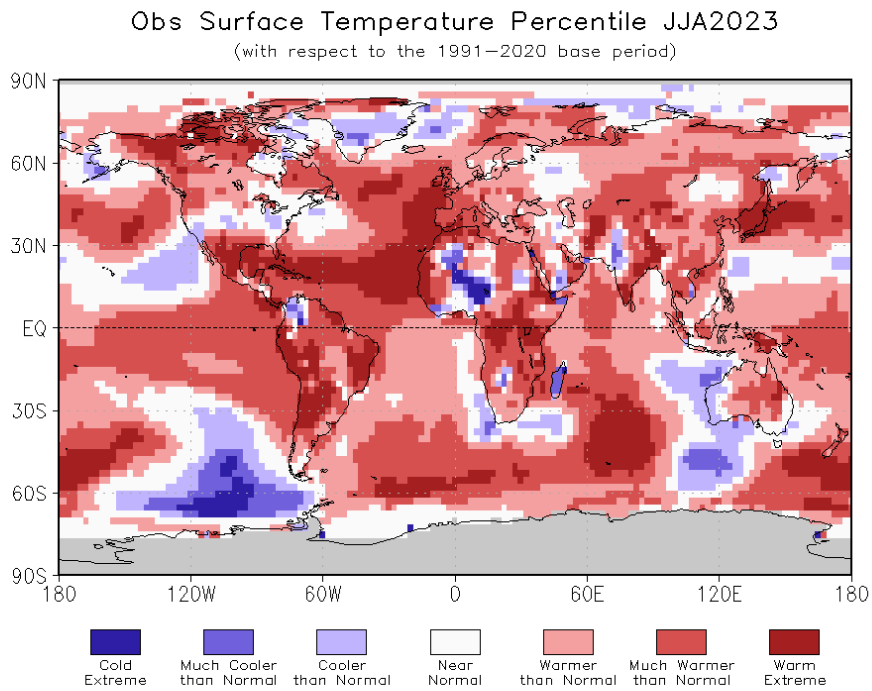 Obs Surface Temperature Percentile JJA2023
(with respect to the 1991−2020 base period)
90N
60N
30N
EQ
30S
60S
90S
180 120W 60W 0 60E 120E 180
Cold Extreme
Much Cooler than Normal
Cooler than Normal
Near Normal
Warmer than Normal
Much Warmer than Normal
Warm Extreme